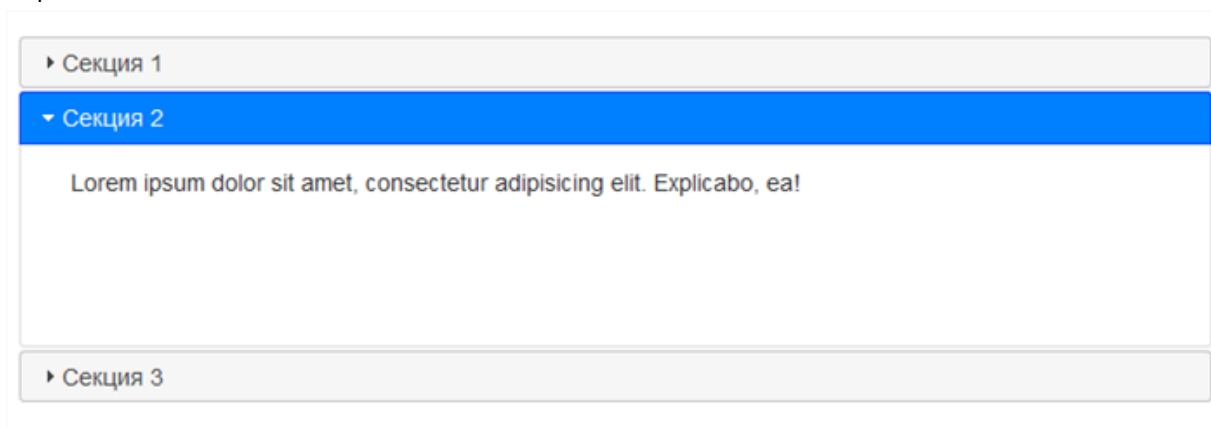 Секция 1
Секция 2
Lorem ipsum dolor sit amet, consectetur adipisicing elit. Explicabo, ea!
Секция 3